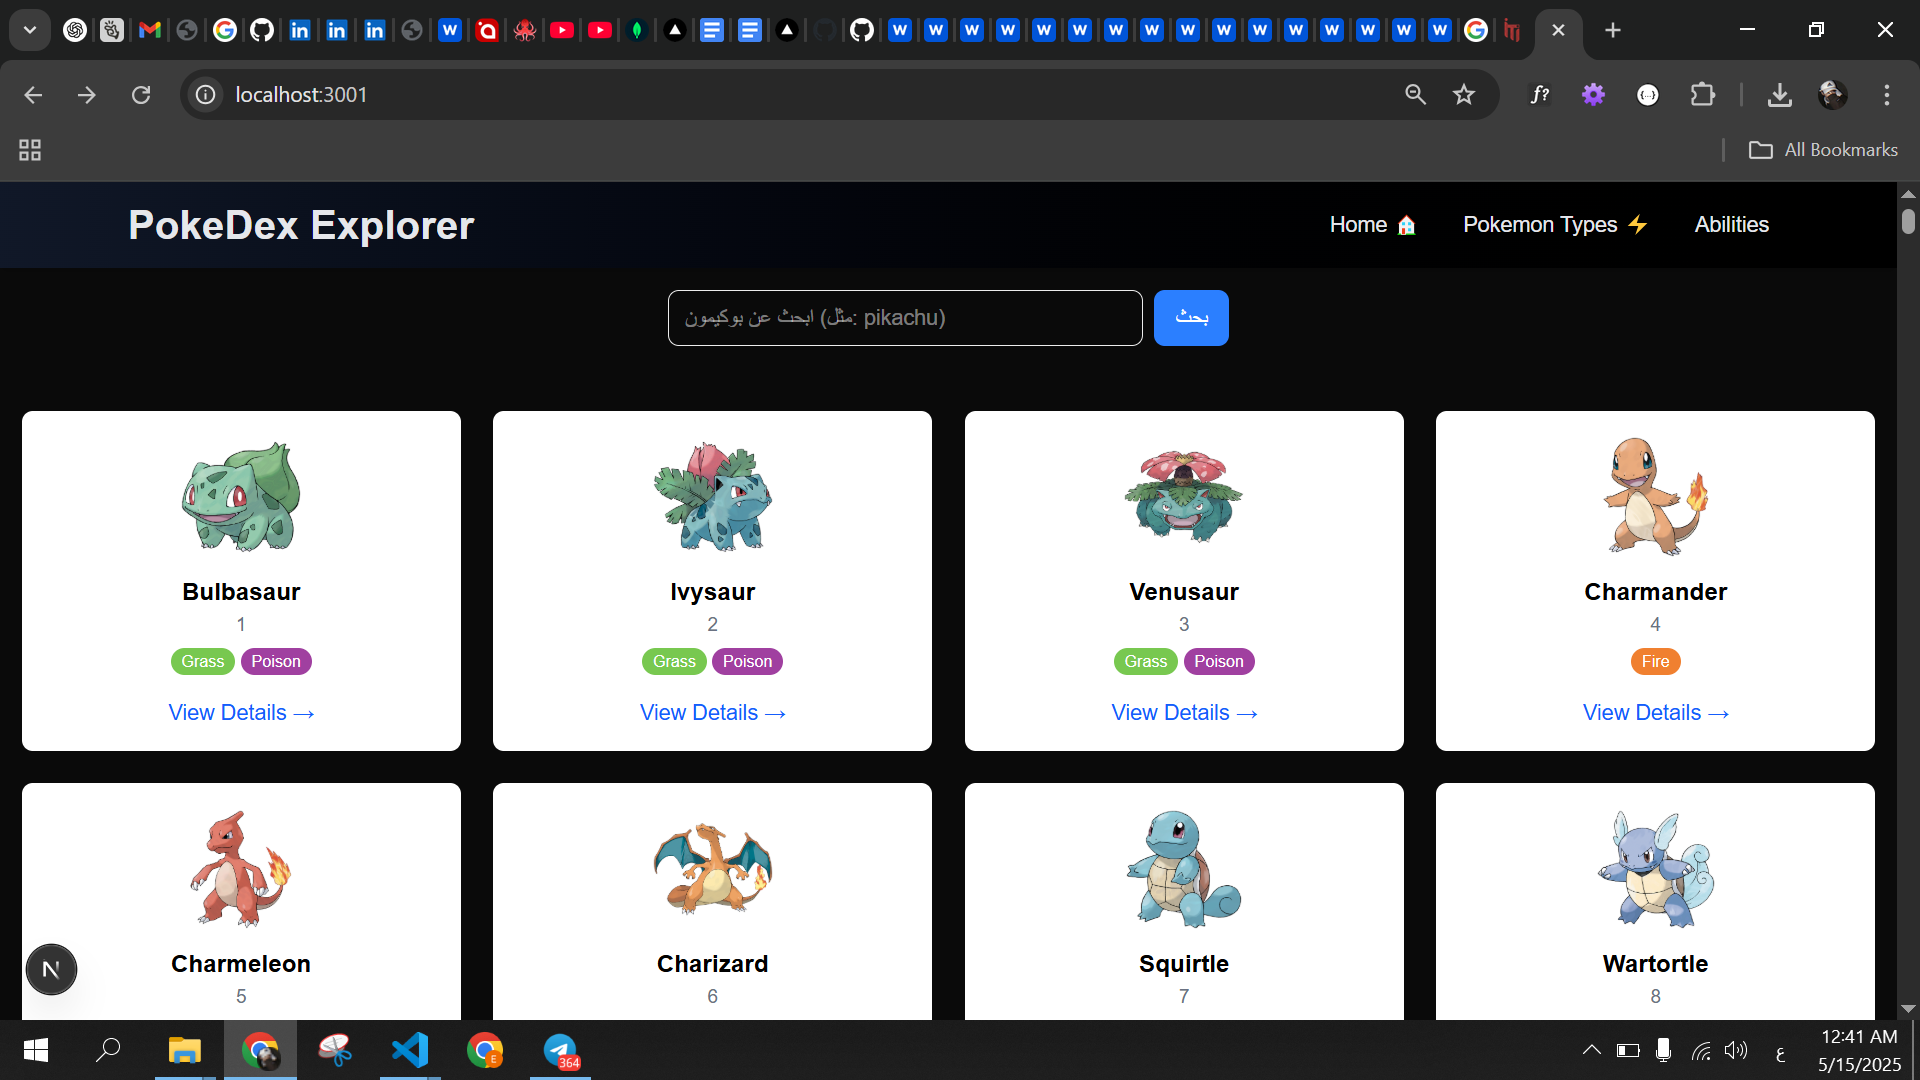 localhost:3001
All Bookmarks
PokeDex Explorer
Home 🏠 Pokemon Types ⚡ Abilities
ابحث عن بوكيمون (مثل: pikachu)
بحث
Bulbasaur
1
Grass Poison
View Details →
Ivysaur
2
Grass Poison
View Details →
Venusaur
3
Grass Poison
View Details →
Charmander
4
Fire
View Details →
Charmeleon
5
Charizard
6
Squirtle
7
Wartortle
8
N
364
ع
12:41 AM
5/15/2025